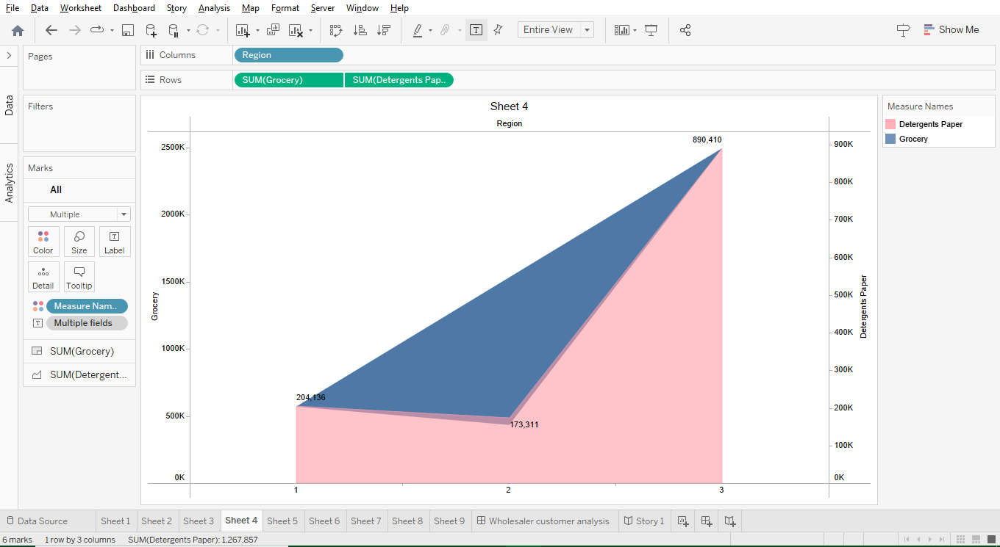 File Data Worksheet Dashboard Story Analysis Map Format Server Window Help
Entire View
Show Me
Pages
Columns
Region
Rows
SUM(Grocery)
SUM(Detergents Pap..
Data
Analytics
Filters
Marks
All
Multiple
Color
Size
Label
Detail
Tooltip
Measure Nam..
Multiple fields
SUM(Grocery)
SUM(Detergent...
Sheet 4
Region
2500K
2000K
1500K
1000K
500K
0K
Grocery
890,410
204,136
173,311
900K
800K
700K
600K
500K
400K
300K
200K
100K
0K
Detergents Paper
1
2
3
Measure Names
Detergents Paper
Grocery
Data Source Sheet 1 Sheet 2 Sheet 3 Sheet 4 Sheet 5 Sheet 6 Sheet 7 Sheet 8 Sheet 9 Wholesaler customer analysis Story 1
6 marks 1 row by 3 columns SUM(Detergents Paper): 1,267,857